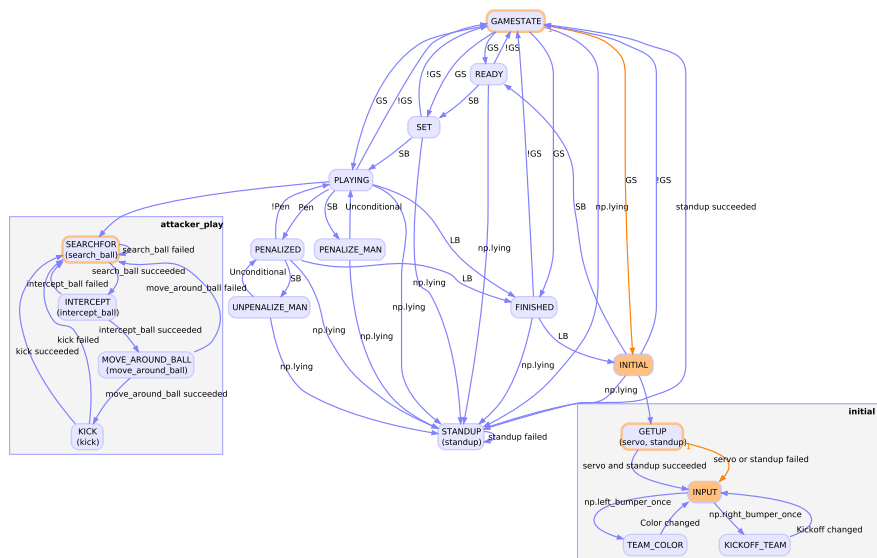 GAMESTATE
1
GS
!GS
READY
GS
!GS
GS
!GS
SB
SET
SB
PLAYING
GS
!GS
GS
!GS
SB
np.lying
standup succeeded
!Pen
Pen
SB
Unconditional
attacker_play
SEARCHFOR
(search_ball)
search_ball failed
search_ball succeeded
PENALIZED
PENALIZE_MAN
LB
np.lying
intercept_ball failed
move_around_ball failed
Unconditional
SB
LB
np.lying
INTERCEPT
(intercept_ball)
UNPENALIZE_MAN
np.lying
FINISHED
intercept_ball succeeded
kick failed
np.lying
np.lying
LB
kick succeeded
MOVE_AROUND_BALL
(move_around_ball)
np.lying
np.lying
INITIAL
move_around_ball succeeded
np.lying
initial
KICK
(kick)
STANDUP
(standup)
standup failed
GETUP
(servo, standup)
1
servo and standup succeeded
servo or standup failed
INPUT
np.left_bumper_once
np.right_bumper_once
Color changed
Kickoff changed
TEAM_COLOR
KICKOFF_TEAM